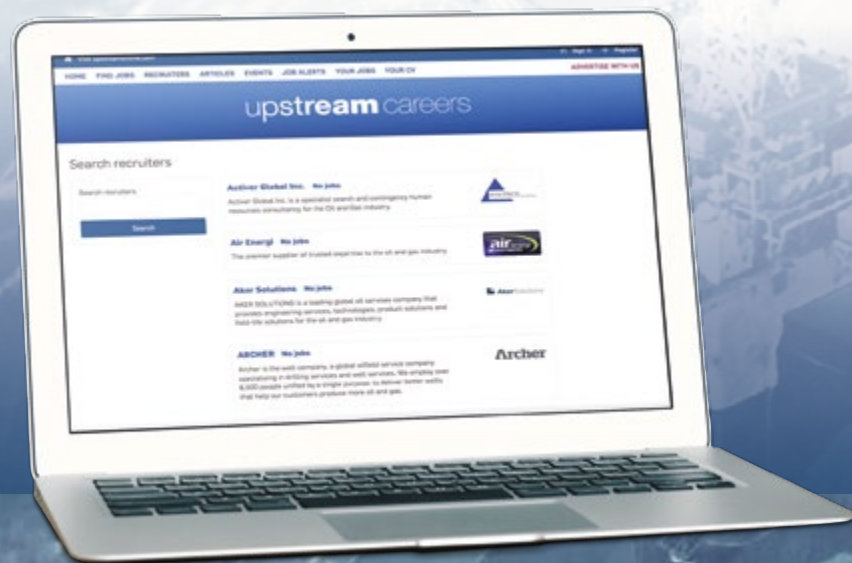 Sign in Register
HOME FIND JOBS RECRUITERS ARTICLES EVENTS JOB ALERTS YOUR JOBS YOUR CV ADVERTISE WITH US
upstream careers
Search recruiters
Search recruiters
Search
Activer Global Inc. No jobs
Activer Global Inc. is a specialist search and contingency human
resources consultancy for the Oil and Gas industry.
Air Energi No jobs
The premier supplier of trusted expertise to the oil and gas industry
air
Aker Solutions No jobs
AKER SOLUTIONS is a leading global oil services company that
provides engineering services, technologies, product solutions and
field-life solutions for the oil and gas industry.
AkerSolutions
ARCHER No jobs
Archer is the well company, a global oilfield service company
specialising in drilling services and well services. We employ over
8,000 people unified by a single purpose: to deliver better wells
that help our customers produce more oil and gas.
Archer